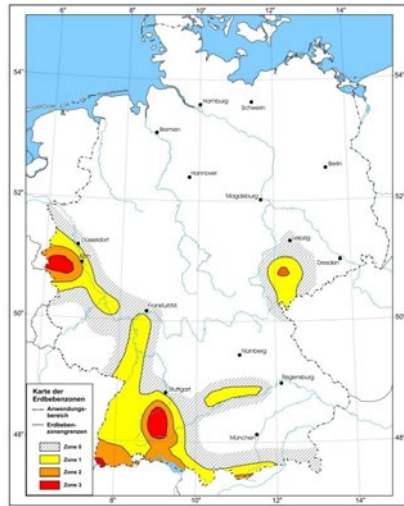 6° 8° 10° 12° 14°
54°
Hamburg
Schwerin
Bremen
Berlin
Hannover
52°
Magdeburg
Düsseldorf
Leipzig
Köln
Dresden
50°
Frankfurt/M.
Nürnberg
Regensburg
Stuttgart
48°
München
Karte der
Erdbebenzonen
Anwendungs-
bereich
Erdbeben-
zonengrenzen
Zone 0
Zone 1
Zone 2
Zone 3
8° 10° 12° 14°
54°
52°
50°
48°